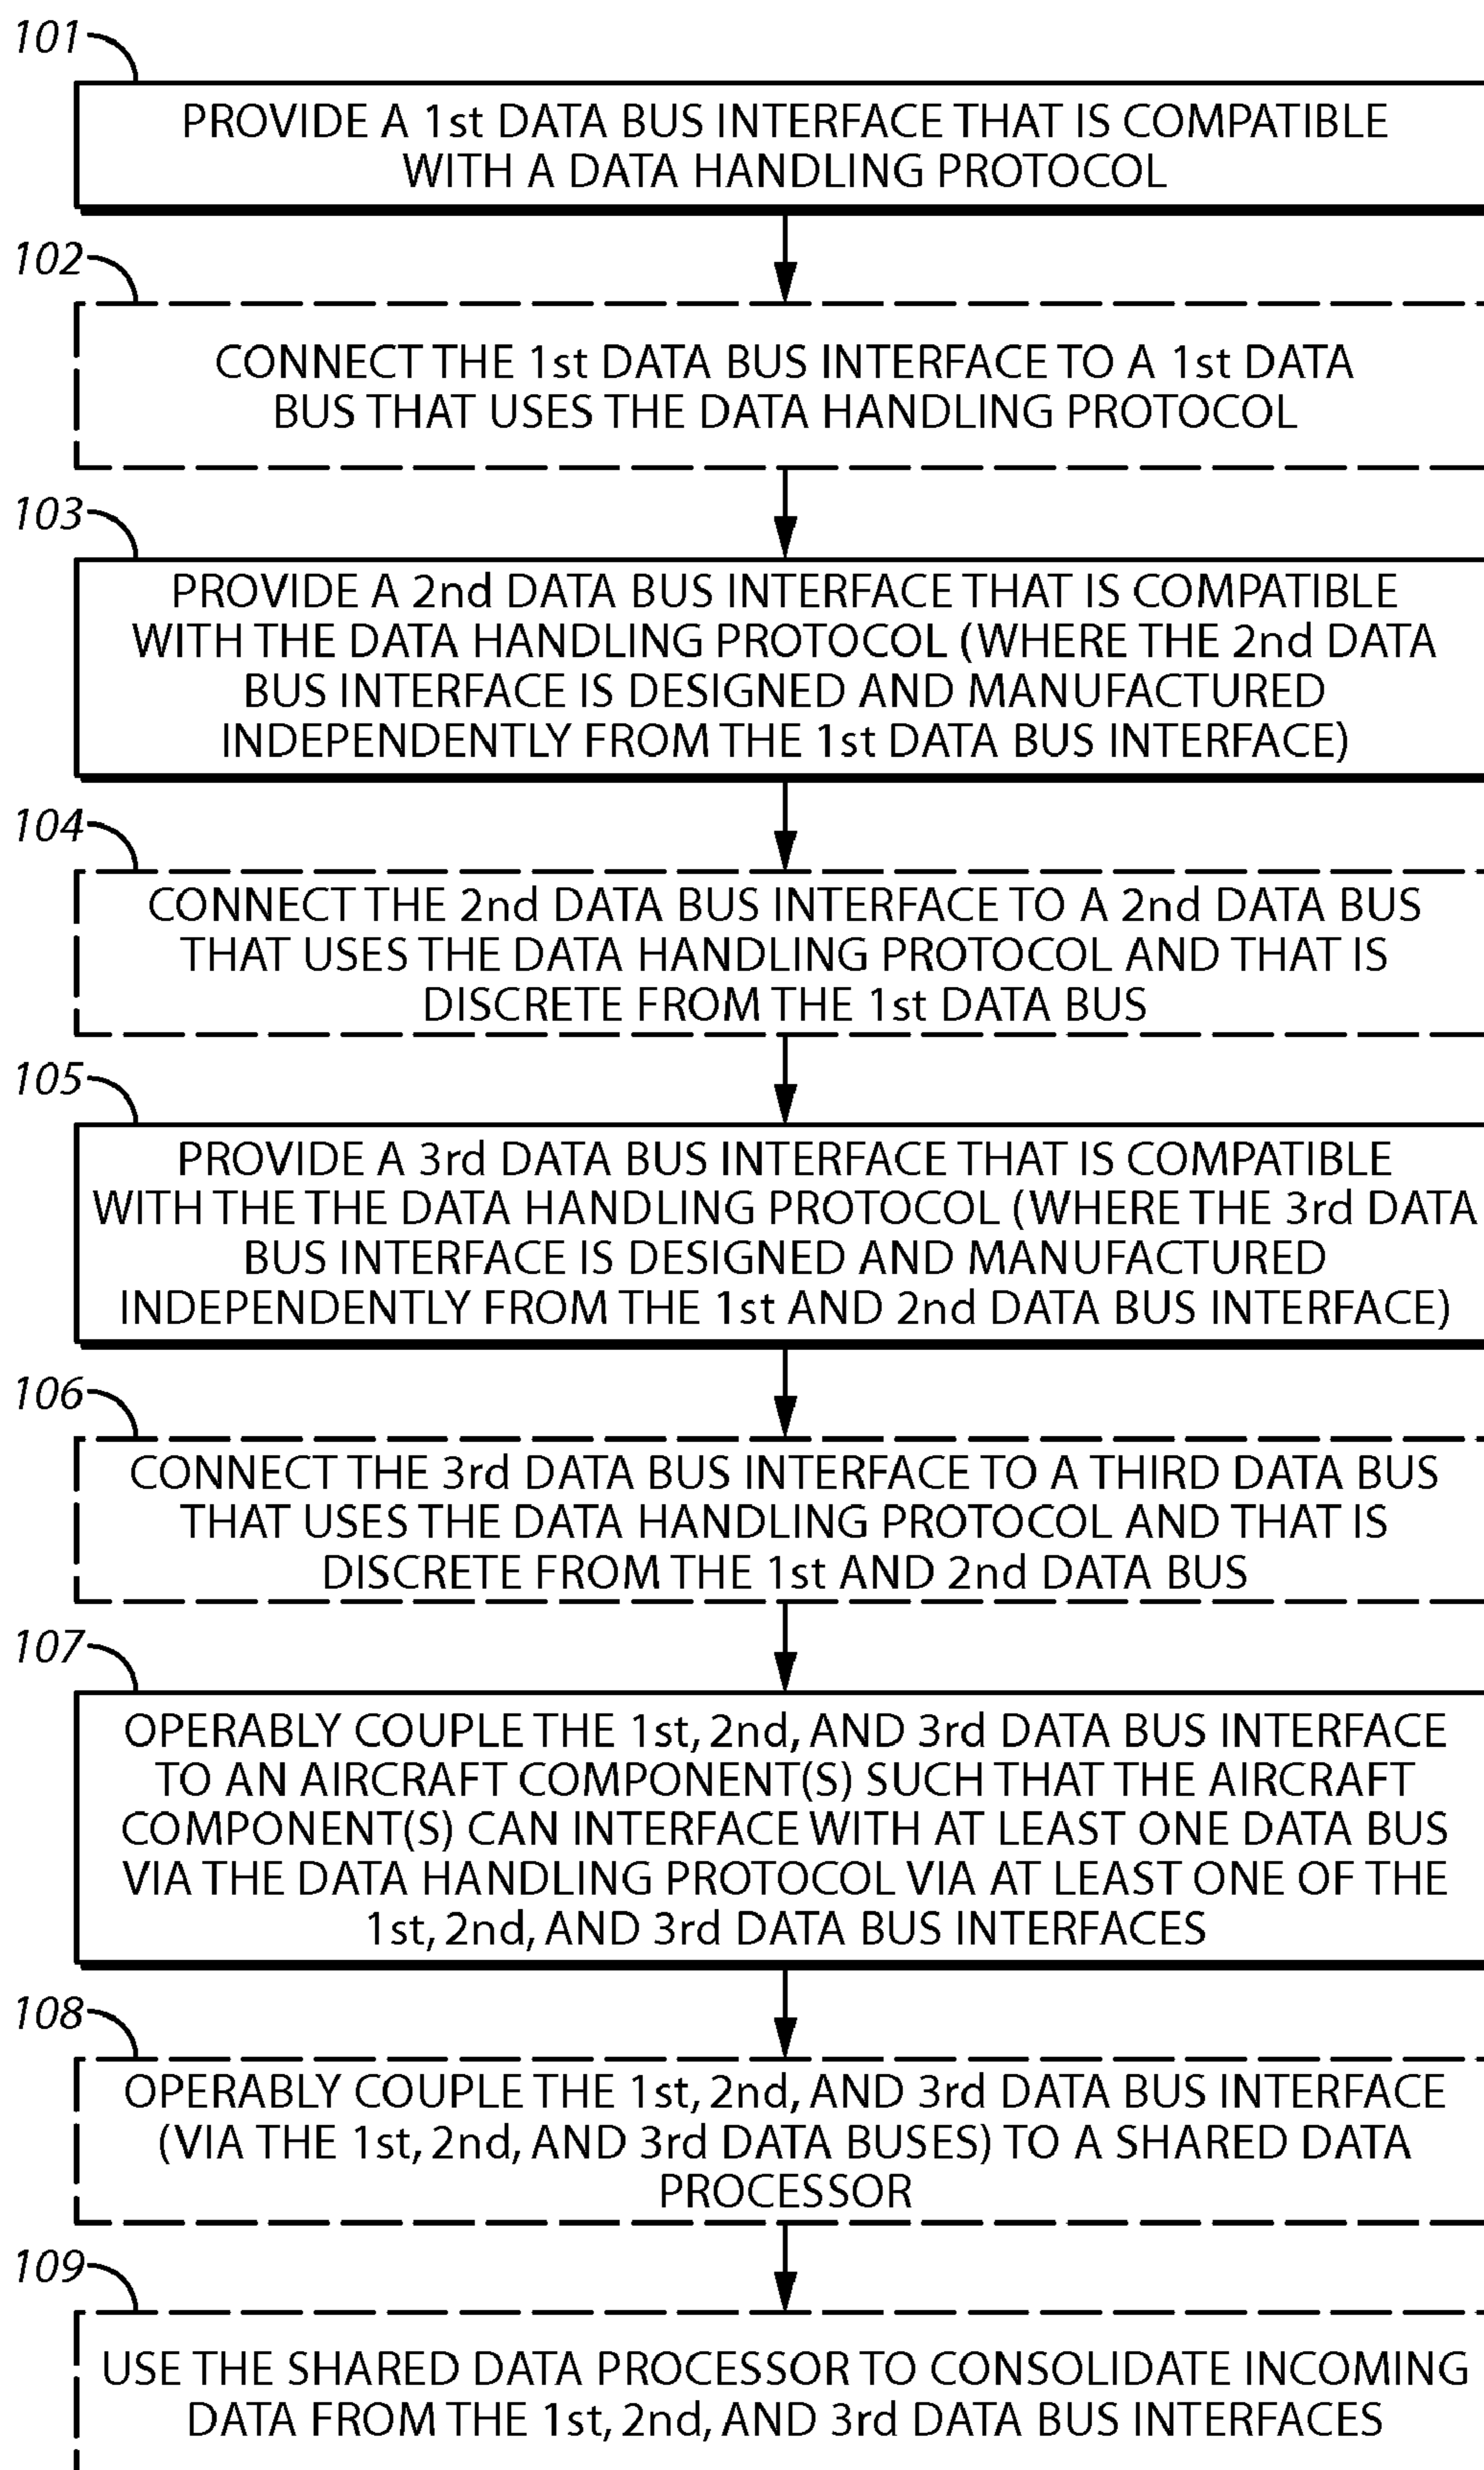 101
PROVIDE A 1st DATA BUS INTERFACE THAT IS COMPATIBLE
WITH A DATA HANDLING PROTOCOL
102
CONNECT THE 1st DATA BUS INTERFACE TO A 1st DATA
BUS THAT USES THE DATA HANDLING PROTOCOL
103
PROVIDE A 2nd DATA BUS INTERFACE THAT IS COMPATIBLE
WITH THE DATA HANDLING PROTOCOL (WHERE THE 2nd DATA
BUS INTERFACE IS DESIGNED AND MANUFACTURED
INDEPENDENTLY FROM THE 1st DATA BUS INTERFACE)
104
CONNECT THE 2nd DATA BUS INTERFACE TO A 2nd DATA BUS
THAT USES THE DATA HANDLING PROTOCOL AND THAT IS
DISCRETE FROM THE 1st DATA BUS
105
PROVIDE A 3rd DATA BUS INTERFACE THAT IS COMPATIBLE
WITH THE THE DATA HANDLING PROTOCOL (WHERE THE 3rd DATA
BUS INTERFACE IS DESIGNED AND MANUFACTURED
INDEPENDENTLY FROM THE 1st AND 2nd DATA BUS INTERFACE)
106
CONNECT THE 3rd DATA BUS INTERFACE TO A THIRD DATA BUS
THAT USES THE DATA HANDLING PROTOCOL AND THAT IS
DISCRETE FROM THE 1st AND 2nd DATA BUS
107
OPERABLY COUPLE THE 1st, 2nd, AND 3rd DATA BUS INTERFACE
TO AN AIRCRAFT COMPONENT(S) SUCH THAT THE AIRCRAFT
COMPONENT(S) CAN INTERFACE WITH AT LEAST ONE DATA BUS
VIA THE DATA HANDLING PROTOCOL VIA AT LEAST ONE OF THE
1st, 2nd, AND 3rd DATA BUS INTERFACES
108
OPERABLY COUPLE THE 1st, 2nd, AND 3rd DATA BUS INTERFACE
(VIA THE 1st, 2nd, AND 3rd DATA BUSES) TO A SHARED DATA
PROCESSOR
109
USE THE SHARED DATA PROCESSOR TO CONSOLIDATE INCOMING
DATA FROM THE 1st, 2nd, AND 3rd DATA BUS INTERFACES